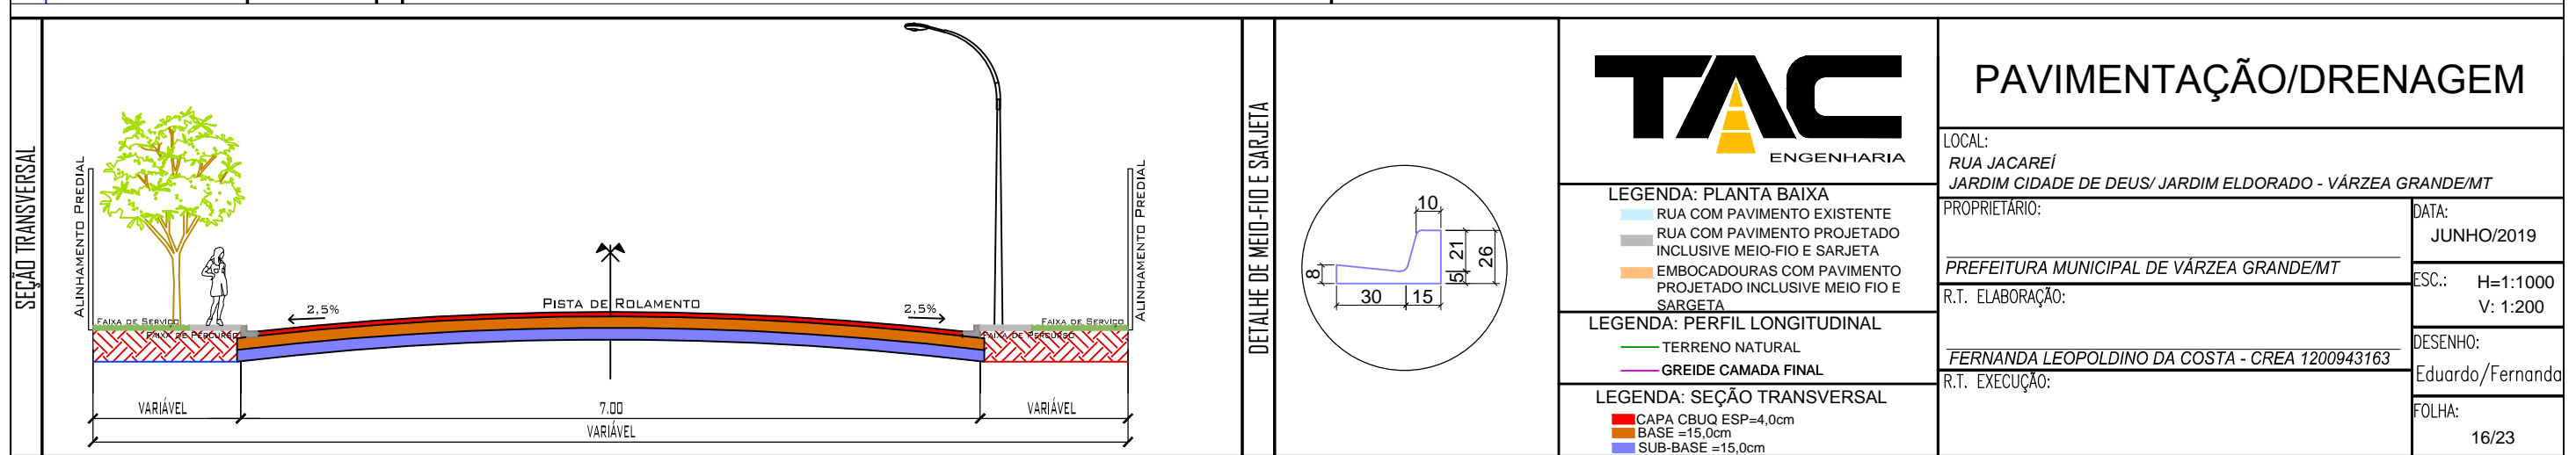 SEÇÃO TRANSVERSAL
ALINHAMENTO PREDIAL
FAIXA DE SERVIÇO
FAIXA DE PERCURSO
2,5%
PISTA DE ROLAMENTO
2,5%
FAIXA DE SERVIÇO
FAIXA DE PERCURSO
ALINHAMENTO PREDIAL
VARIÁVEL
7.00
VARIÁVEL
VARIÁVEL
DETALHE DE MEIO-FIO E SARJETA
10
8
21
5
26
30
15
TAC
ENGENHARIA
LEGENDA: PLANTA BAIXA
RUA COM PAVIMENTO EXISTENTE
RUA COM PAVIMENTO PROJETADO
INCLUSIVE MEIO-FIO E SARJETA
EMBOCADOURAS COM PAVIMENTO
PROJETADO INCLUSIVE MEIO FIO E
SARGETA
LEGENDA: PERFIL LONGITUDINAL
TERRENO NATURAL
GREIDE CAMADA FINAL
LEGENDA: SEÇÃO TRANSVERSAL
CAPA CBUQ ESP=4,0cm
BASE =15,0cm
SUB-BASE =15,0cm
PAVIMENTAÇÃO/DRENAGEM
LOCAL:
RUA JACAREÍ
JARDIM CIDADE DE DEUS/ JARDIM ELDORADO - VÁRZEA GRANDE/MT
PROPRIETÁRIO:
PREFEITURA MUNICIPAL DE VÁRZEA GRANDE/MT
R.T. ELABORAÇÃO:
FERNANDA LEOPOLDINO DA COSTA - CREA 1200943163
R.T. EXECUÇÃO:
DATA:
JUNHO/2019
ESC.: H=1:1000
V: 1:200
DESENHO:
Eduardo/Fernanda
FOLHA:
16/23